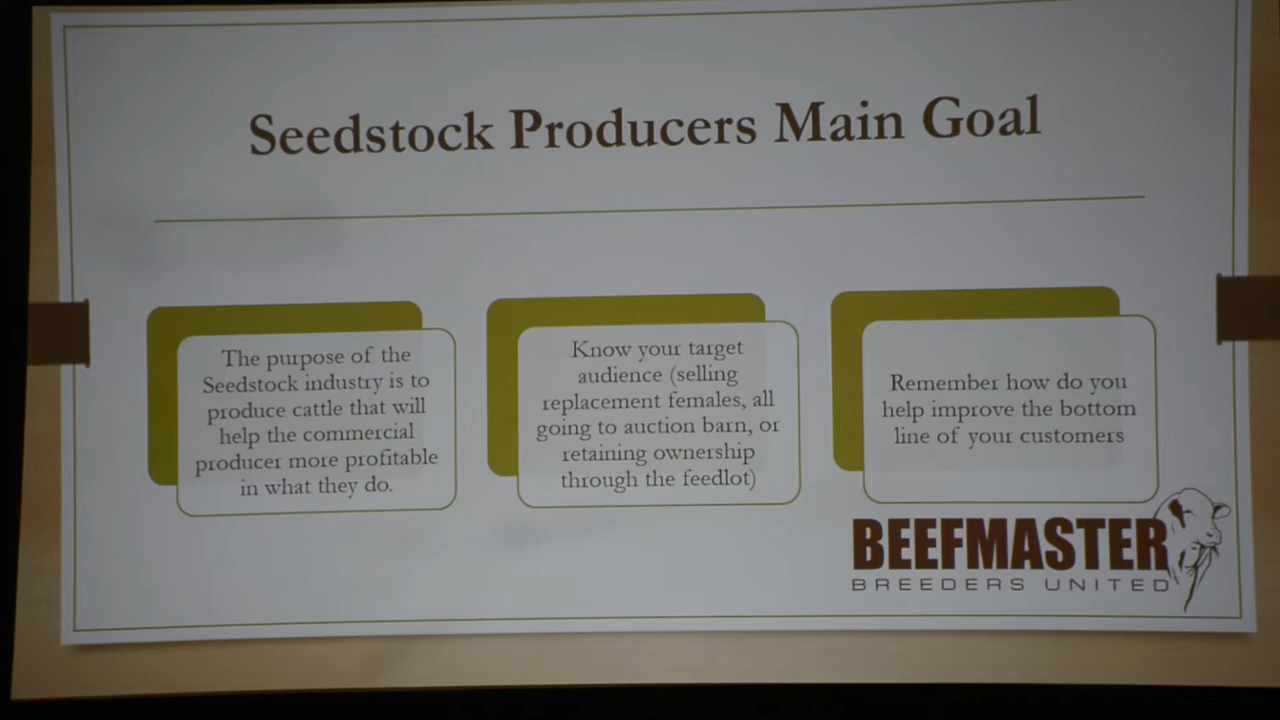 Seedstock Producers Main Goal
The purpose of the
Seedstock industry is to
produce cattle that will
help the commercial
producer more profitable
in what they do.
Know your target
audience (selling
replacement females, all
going to auction barn, or
retaining ownership
through the feedlot)
Remember how do you
help improve the bottom
line of your customers
BEEFMASTER
BREEDERS UNITED